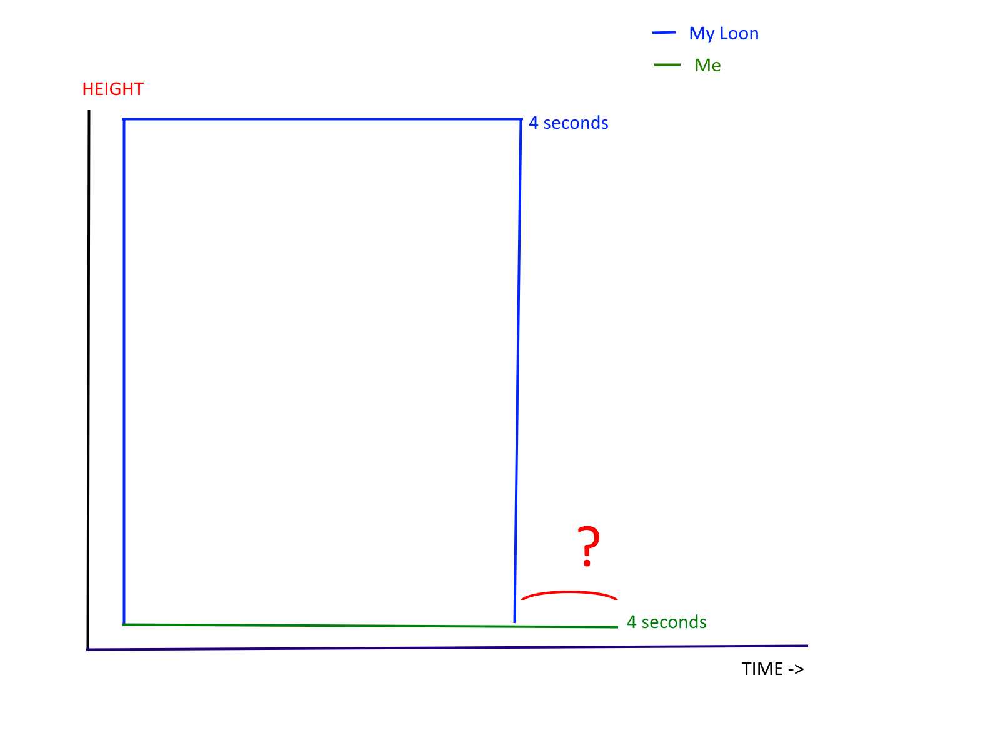 My Loon
Me
HEIGHT
4 seconds
?
4 seconds
TIME ->